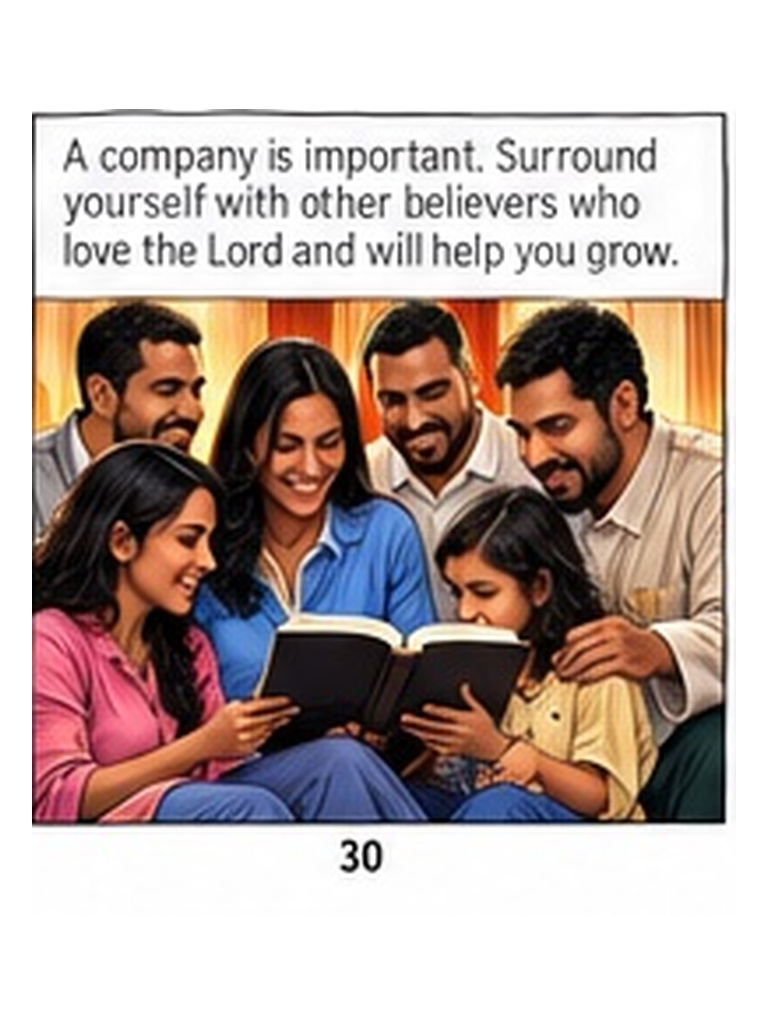 A company is important. Surround
yourself with other believers who
love the Lord and will help you grow.
30